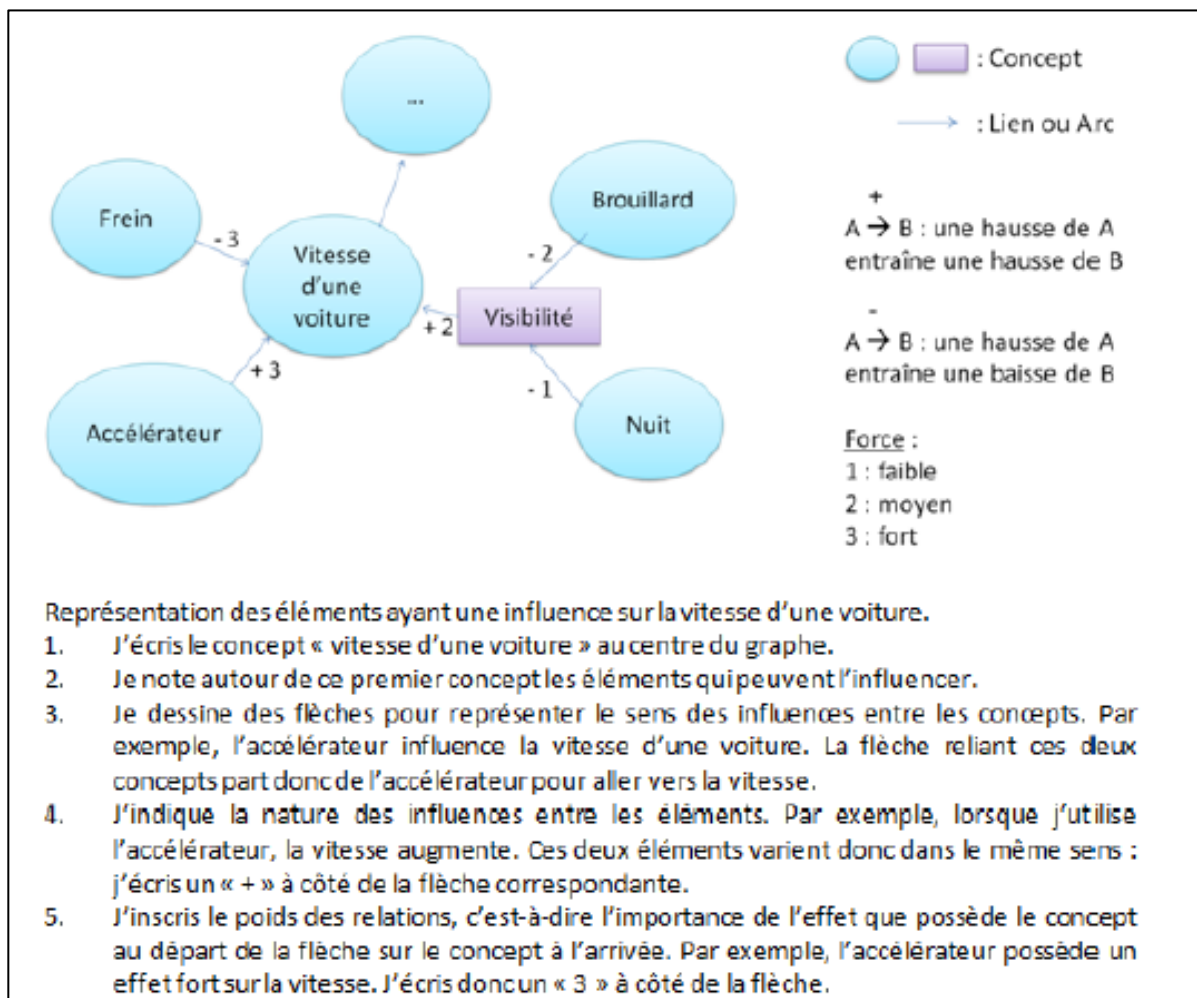 ...
Frein
- 3
Vitesse
d'une
voiture
Brouillard
- 2
+ 2
Visibilité
+ 3
- 1
Accélérateur
Nuit
: Concept
: Lien ou Arc
+
A → B : une hausse de A
entraîne une hausse de B
-
A → B : une hausse de A
entraîne une baisse de B
Force :
1 : faible
2 : moyen
3 : fort
Représentation des éléments ayant une influence sur la vitesse d'une voiture.
1. J'écris le concept « vitesse d'une voiture » au centre du graphe.
2. Je note autour de ce premier concept les éléments qui peuvent l'influencer.
3. Je dessine des flèches pour représenter le sens des influences entre les concepts. Par
exemple, l'accélérateur influence la vitesse d'une voiture. La flèche reliant ces deux
concepts part donc de l'accélérateur pour aller vers la vitesse.
4. J'indique la nature des influences entre les éléments. Par exemple, lorsque j'utilise
l'accélérateur, la vitesse augmente. Ces deux éléments varient donc dans le même sens :
j'écris un « + » à côté de la flèche correspondante.
5. J'inscris le poids des relations, c'est-à-dire l'importance de l'effet que possède le concept
au départ de la flèche sur le concept à l'arrivée. Par exemple, l'accélérateur possède un
effet fort sur la vitesse. J'écris donc un « 3 » à côté de la flèche.